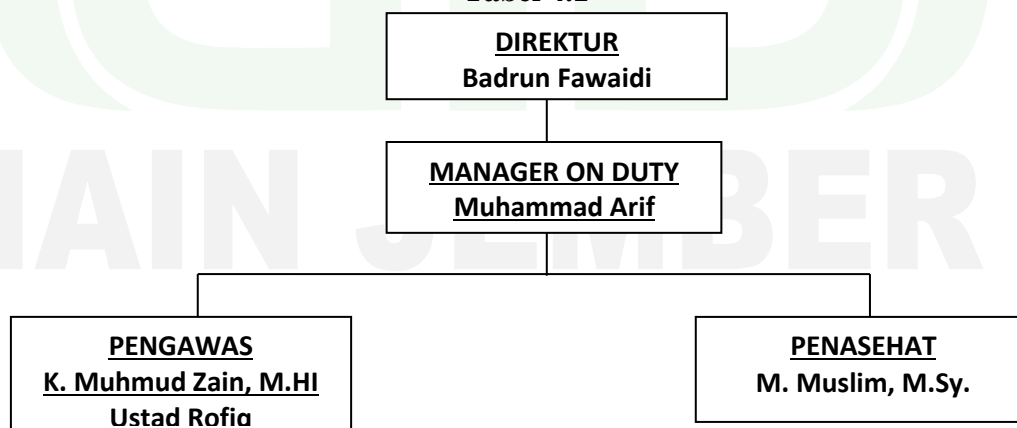 DIREKTUR
Badrun Fawaidi
MANAGER ON DUTY
Muhammad Arif
IAIN JEMBER
PENGAWAS
K. Muhmud Zain, M.HI
Ustad Rofiq
PENASEHAT
M. Muslim, M.Sy.